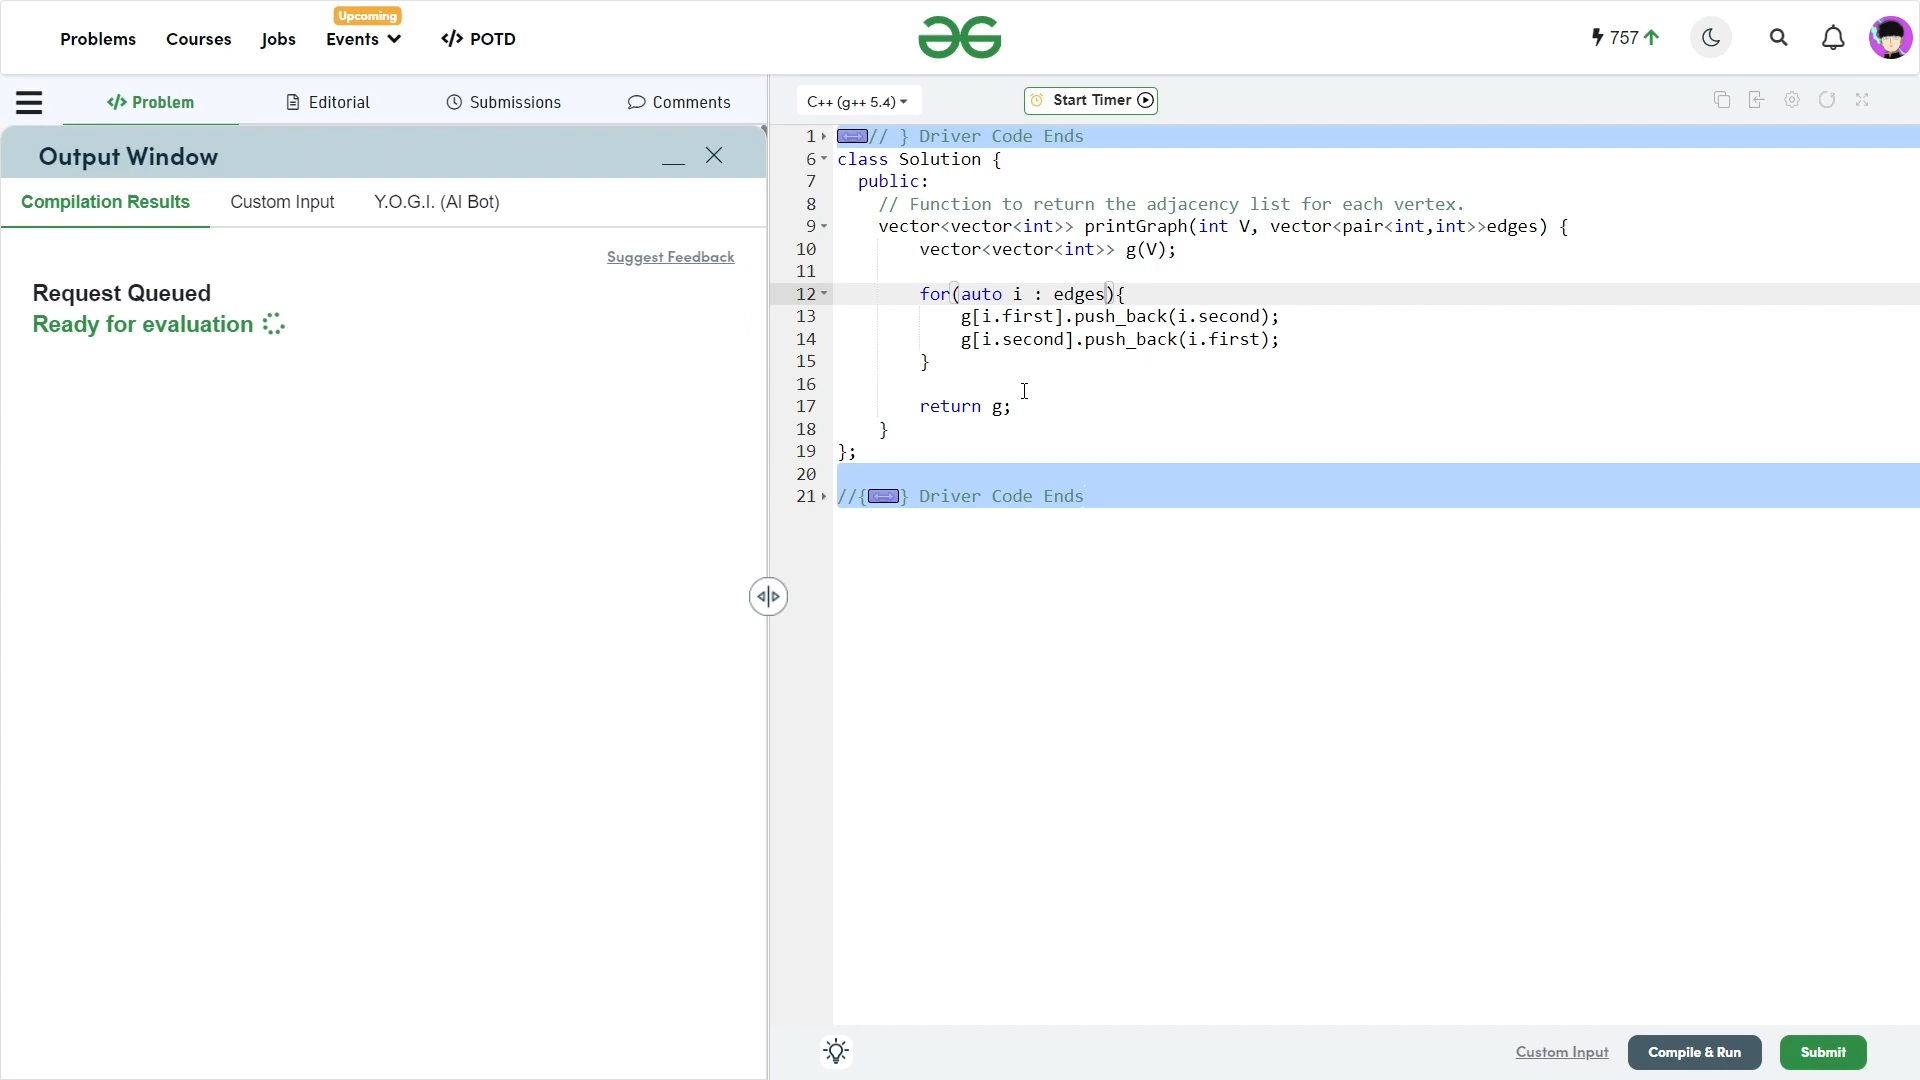 Upcoming
Problems Courses Jobs Events </> POTD 757
</> Problem Editorial Submissions Comments
C++ (g++ 5.4) Start Timer
Output Window
Compilation Results Custom Input Y.O.G.I. (AI Bot)
Suggest Feedback
Request Queued
Ready for evaluation
1 // } Driver Code Ends
6 class Solution {
7 public:
8 // Function to return the adjacency list for each vertex.
9 vector<vector<int>> printGraph(int V, vector<pair<int,int>>edges) {
10 vector<vector<int>> g(V);
11
12 for(auto i : edges){
13 g[i.first].push_back(i.second);
14 g[i.second].push_back(i.first);
15 }
16
17 return g;
18 }
19 };
20
21 //{ } Driver Code Ends
Custom Input Compile & Run Submit